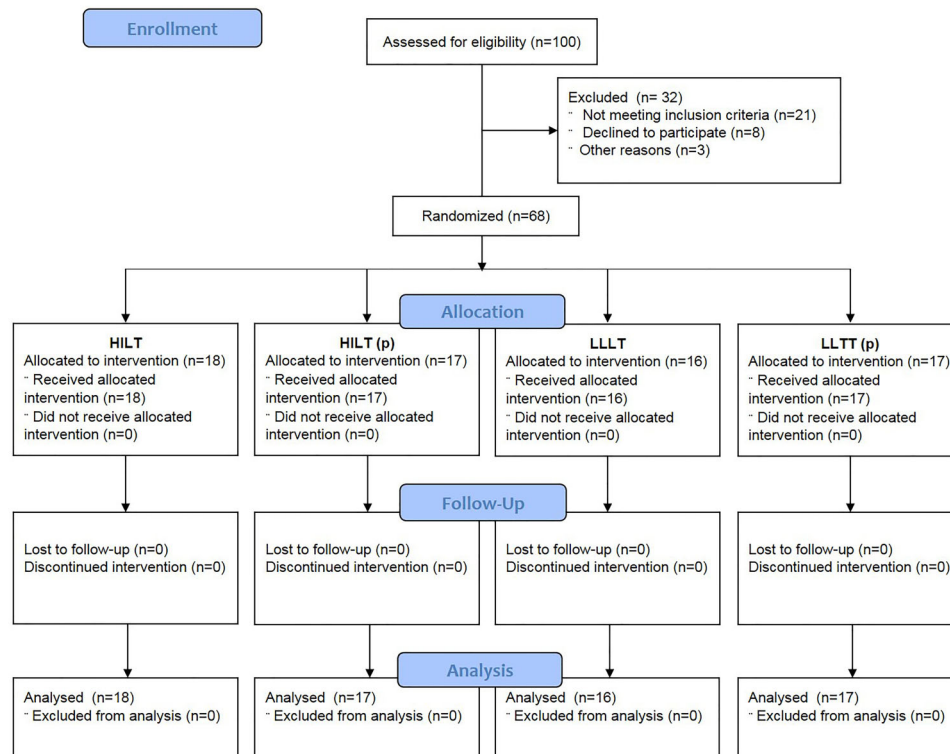 Enrollment
Assessed for eligibility (n=100)
Excluded (n= 32)
¨ Not meeting inclusion criteria (n=21)
¨ Declined to participate (n=8)
¨ Other reasons (n=3)
Randomized (n=68)
Allocation
HILT
Allocated to intervention (n=18)
¨ Received allocated
intervention (n=18)
¨ Did not receive allocated
intervention (n=0)
HILT (p)
Allocated to intervention (n=17)
¨ Received allocated
intervention (n=17)
¨ Did not receive allocated
intervention (n=0)
LLLT
Allocated to intervention (n=16)
¨ Received allocated
intervention (n=16)
¨ Did not receive allocated
intervention (n=0)
LLTT (p)
Allocated to intervention (n=17)
¨ Received allocated
intervention (n=17)
¨ Did not receive allocated
intervention (n=0)
Follow-Up
Lost to follow-up (n=0)
Discontinued intervention (n=0)
Lost to follow-up (n=0)
Discontinued intervention (n=0)
Lost to follow-up (n=0)
Discontinued intervention (n=0)
Lost to follow-up (n=0)
Discontinued intervention (n=0)
Analysis
Analysed (n=18)
¨ Excluded from analysis (n=0)
Analysed (n=17)
¨ Excluded from analysis (n=0)
Analysed (n=16)
¨ Excluded from analysis (n=0)
Analysed (n=17)
¨ Excluded from analysis (n=0)